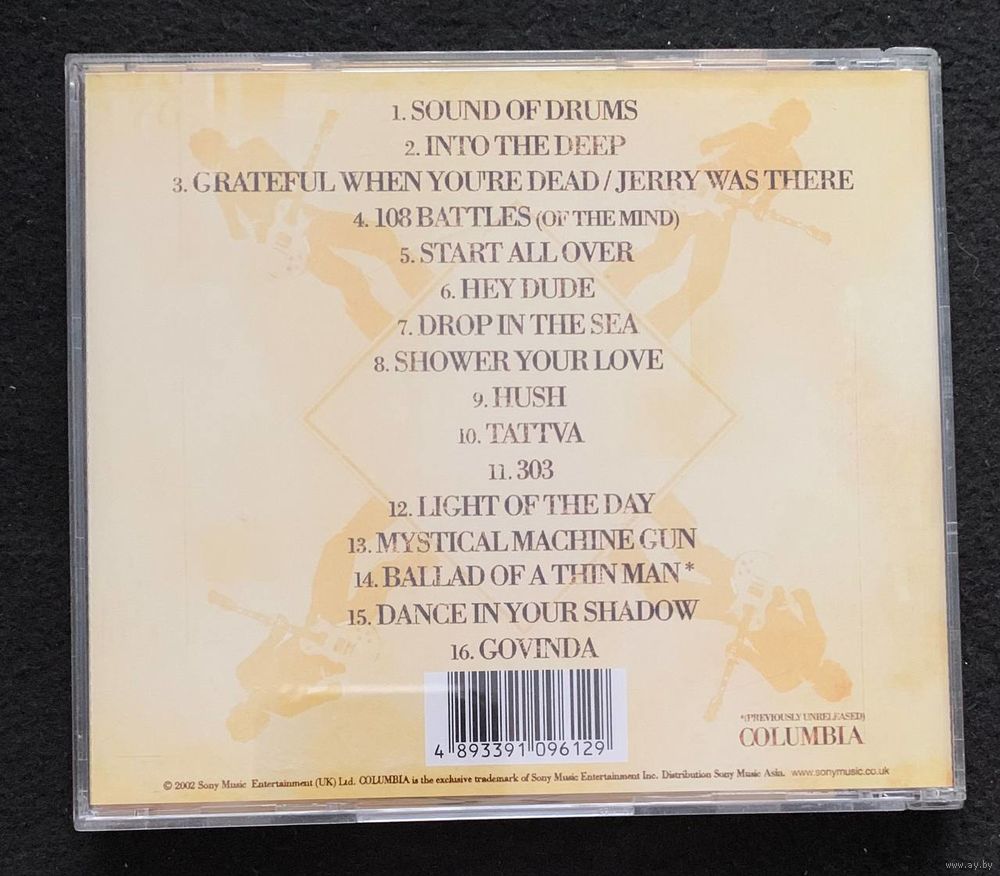 1. SOUND OF DRUMS
2. INTO THE DEEP
3. GRATEFUL WHEN YOU'RE DEAD / JERRY WAS THERE
4. 108 BATTLES (OF THE MIND)
5. START ALL OVER
6. HEY DUDE
7. DROP IN THE SEA
8. SHOWER YOUR LOVE
9. HUSH
10. TATTVA
11. 303
12. LIGHT OF THE DAY
13. MYSTICAL MACHINE GUN
14. BALLAD OF A THIN MAN *
15. DANCE IN YOUR SHADOW
16. GOVINDA
4 893391 096129
*(PREVIOUSLY UNRELEASED)
COLUMBIA
© 2002 Sony Music Entertainment (UK) Ltd. COLUMBIA is the exclusive trademark of Sony Music Entertainment Inc. Distribution Sony Music Asia. www.sonymusic.co.uk
www.ay.by